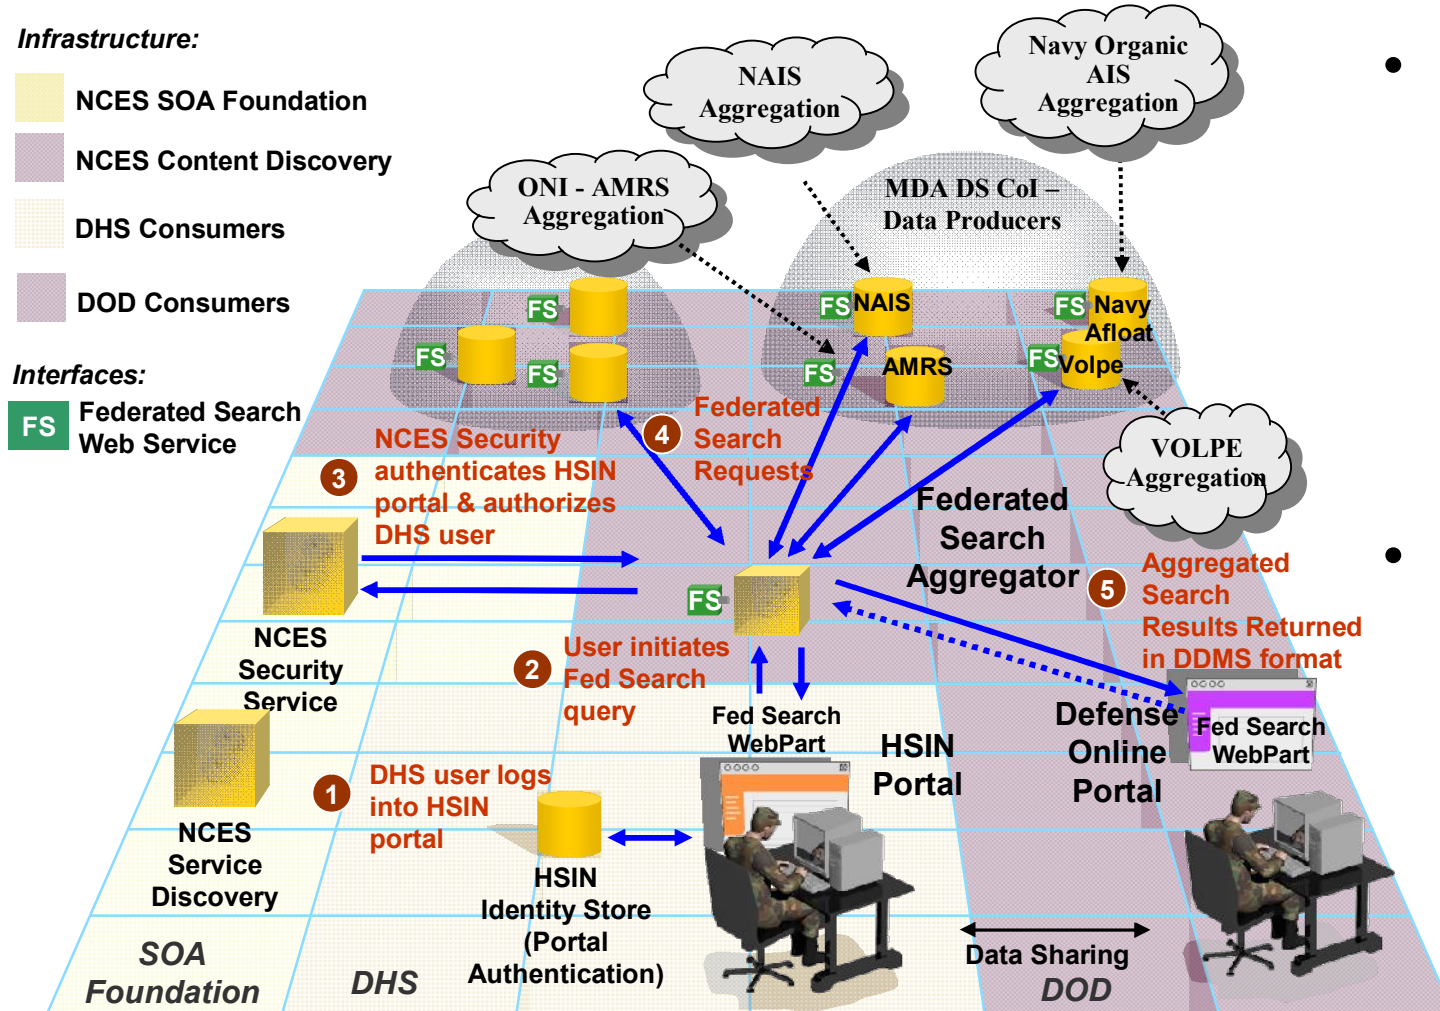 Infrastructure:
NCES SOA Foundation
NCES Content Discovery
DHS Consumers
DOD Consumers
Interfaces:
FS
Federated Search
Web Service
NAIS
Aggregation
Navy Organic
AIS
Aggregation
ONI - AMRS
Aggregation
MDA DS CoI –
Data Producers
FS
FS
FS
FS
NAIS
FS
AMRS
FS
Navy
Afloat
FS
Volpe
VOLPE
Aggregation
4
Federated
Search
Requests
3
NCES Security
authenticates HSIN
portal & authorizes
DHS user
Federated
Search
Aggregator
FS
5
Aggregated
Search
Results Returned
in DDMS format
NCES
Security
Service
2
User initiates
Fed Search
query
Fed Search
WebPart
HSIN
Portal
Defense
Online
Portal
Fed Search
WebPart
NCES
Service
Discovery
1
DHS user logs
into HSIN
portal
HSIN
Identity Store
(Portal
Authentication)
Data Sharing
SOA
Foundation
DHS
DOD